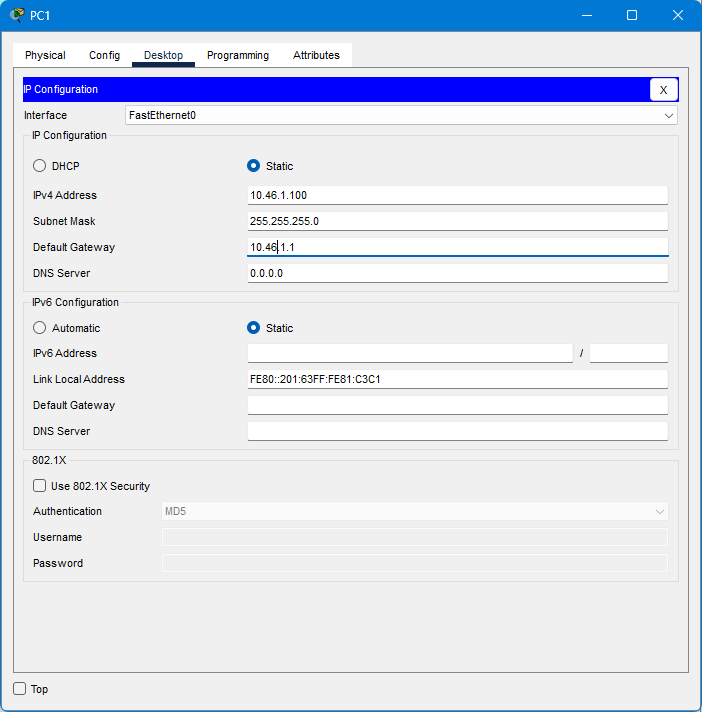 PC1
Physical Config Desktop Programming Attributes
IP Configuration X
Interface FastEthernet0
IP Configuration
DHCP Static
IPv4 Address 10.46.1.100
Subnet Mask 255.255.255.0
Default Gateway 10.46.1.1
DNS Server 0.0.0.0
IPv6 Configuration
Automatic Static
IPv6 Address /
Link Local Address FE80::201:63FF:FE81:C3C1
Default Gateway
DNS Server
802.1X
Use 802.1X Security
Authentication MD5
Username
Password
Top